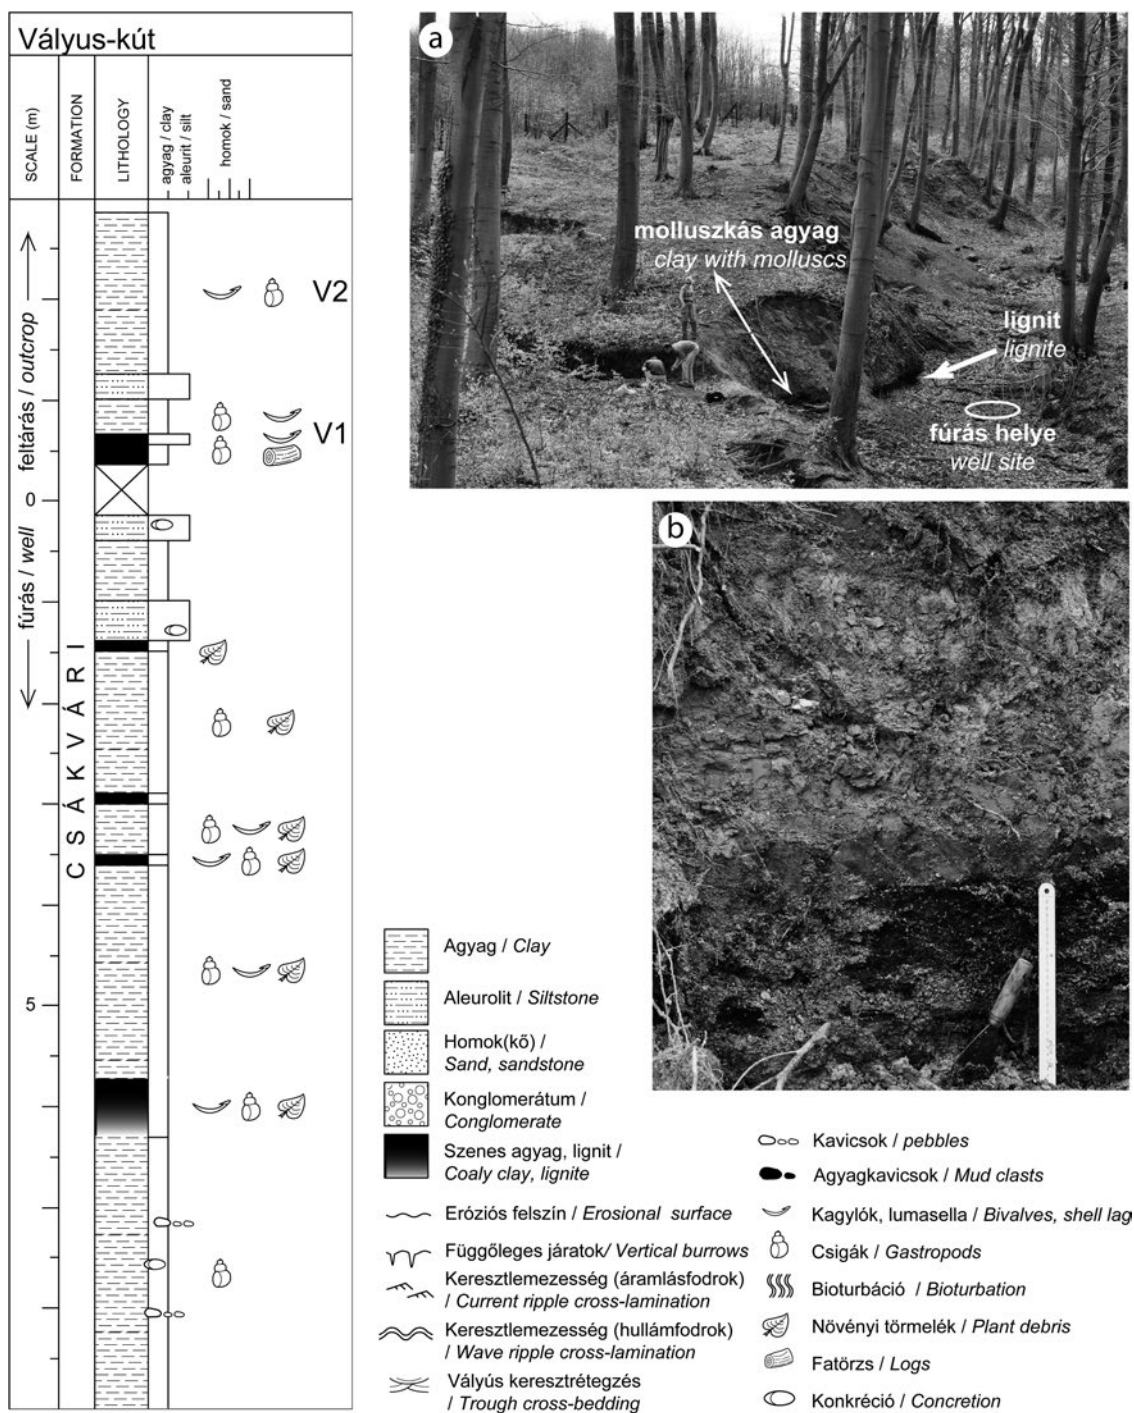 Vályus-kút
SCALE (m)
FORMATION
LITHOLOGY
agyag / clay
aleurit / silt
homok / sand
feltárás / outcrop
0
fúrás / well
5
CSÁKVÁRI
V2
V1
a
molluszkás agyag
clay with molluscs
lignit
lignite
fúrás helye
well site
b
Agyag / Clay
Aleurolit / Siltstone
Homok(kő) /
Sand, sandstone
Konglomerátum /
Conglomerate
Szenes agyag, lignit /
Coaly clay, lignite
Eróziós felszín / Erosional surface
Függőleges járatok/ Vertical burrows
Keresztlemezesség (áramlásfodrok)
/ Current ripple cross-lamination
Keresztlemezesség (hullámfodrok)
/ Wave ripple cross-lamination
Vályús keresztrétegzés
/ Trough cross-bedding
Kavicsok / pebbles
Agyagkavicsok / Mud clasts
Kagylók, lumasella / Bivalves, shell lag
Csigák / Gastropods
Bioturbáció / Bioturbation
Növényi törmelék / Plant debris
Fatörzs / Logs
Konkréció / Concretion